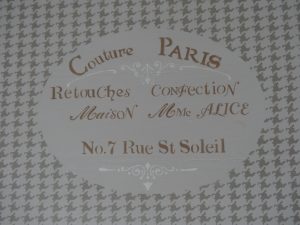 Couture PARIS
Retouches Confection
Maison Mme ALICE
No.7 Rue St Soleil